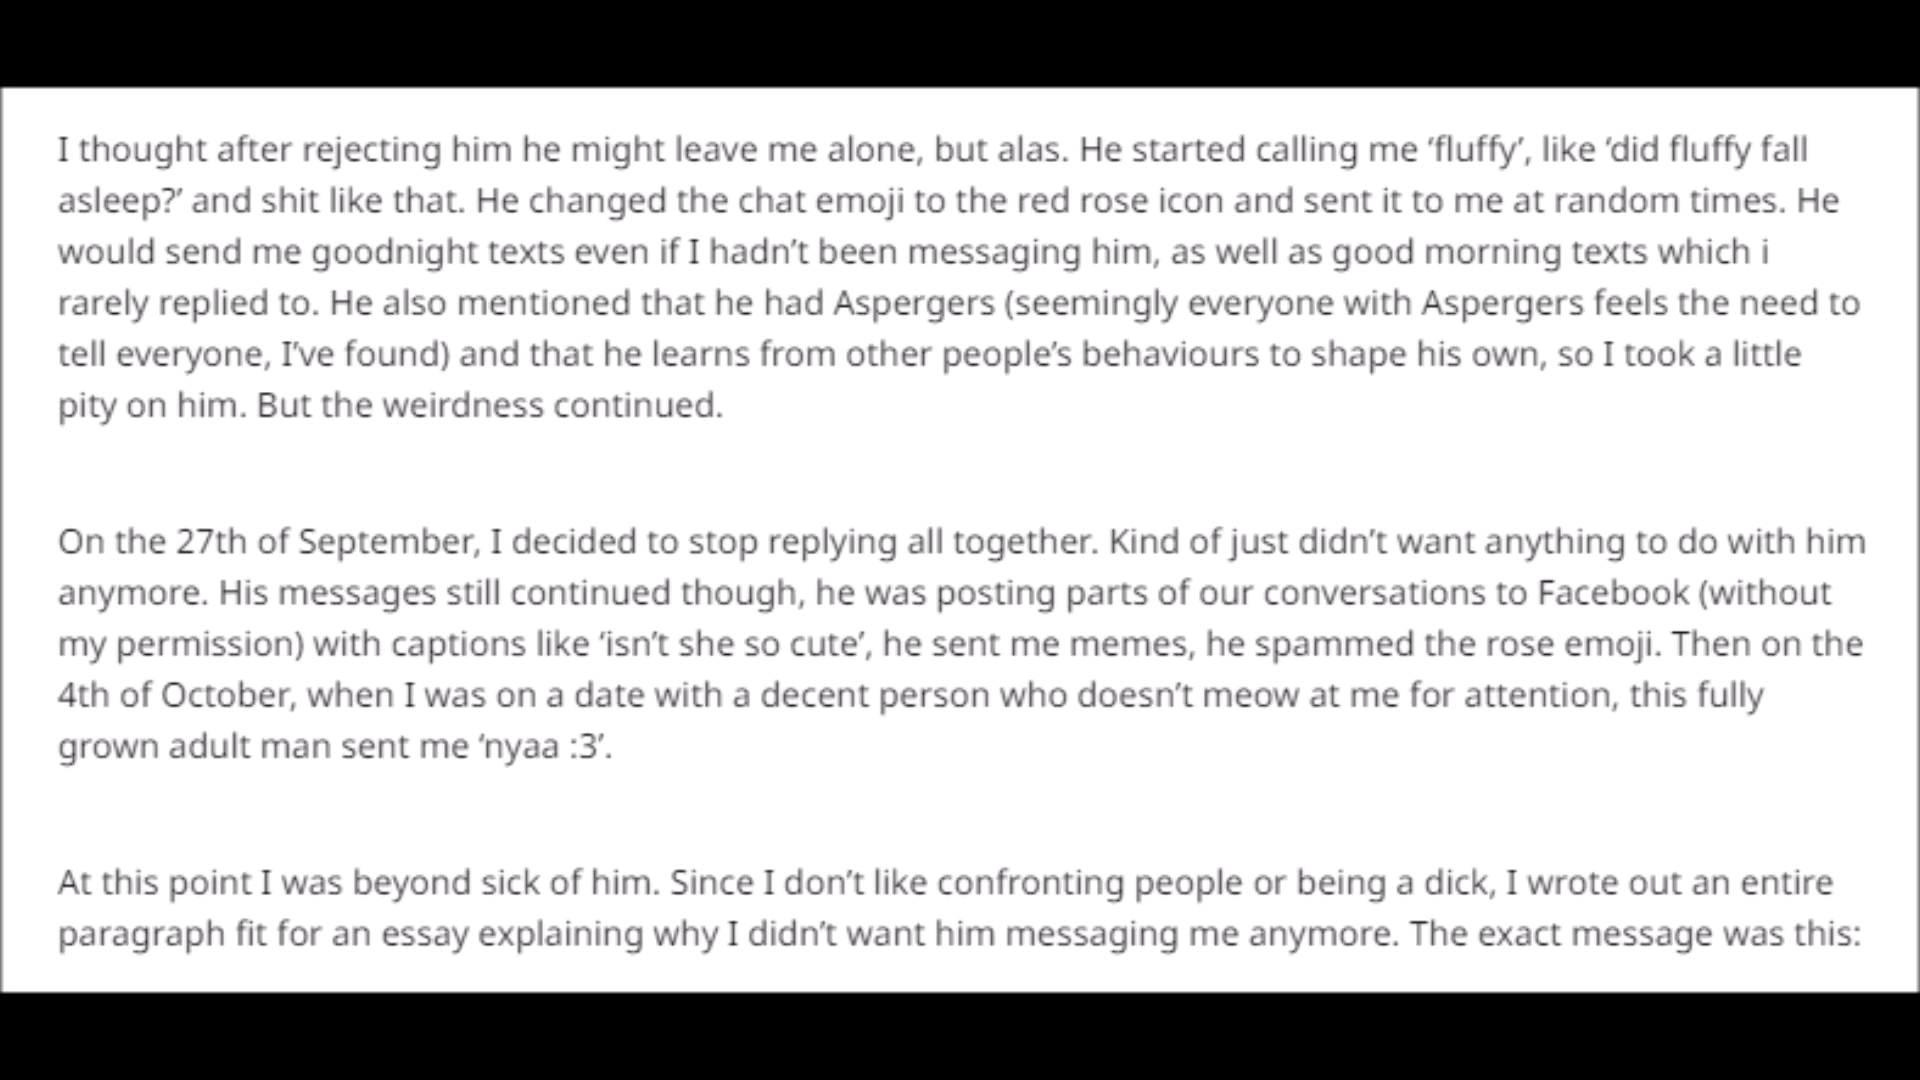 I thought after rejecting him he might leave me alone, but alas. He started calling me ‘fluffy’, like ‘did fluffy fall
asleep?’ and shit like that. He changed the chat emoji to the red rose icon and sent it to me at random times. He
would send me goodnight texts even if I hadn’t been messaging him, as well as good morning texts which i
rarely replied to. He also mentioned that he had Aspergers (seemingly everyone with Aspergers feels the need to
tell everyone, I’ve found) and that he learns from other people’s behaviours to shape his own, so I took a little
pity on him. But the weirdness continued.
On the 27th of September, I decided to stop replying all together. Kind of just didn’t want anything to do with him
anymore. His messages still continued though, he was posting parts of our conversations to Facebook (without
my permission) with captions like ‘isn’t she so cute’, he sent me memes, he spammed the rose emoji. Then on the
4th of October, when I was on a date with a decent person who doesn’t meow at me for attention, this fully
grown adult man sent me ‘nyaa :3’.
At this point I was beyond sick of him. Since I don’t like confronting people or being a dick, I wrote out an entire
paragraph fit for an essay explaining why I didn’t want him messaging me anymore. The exact message was this: